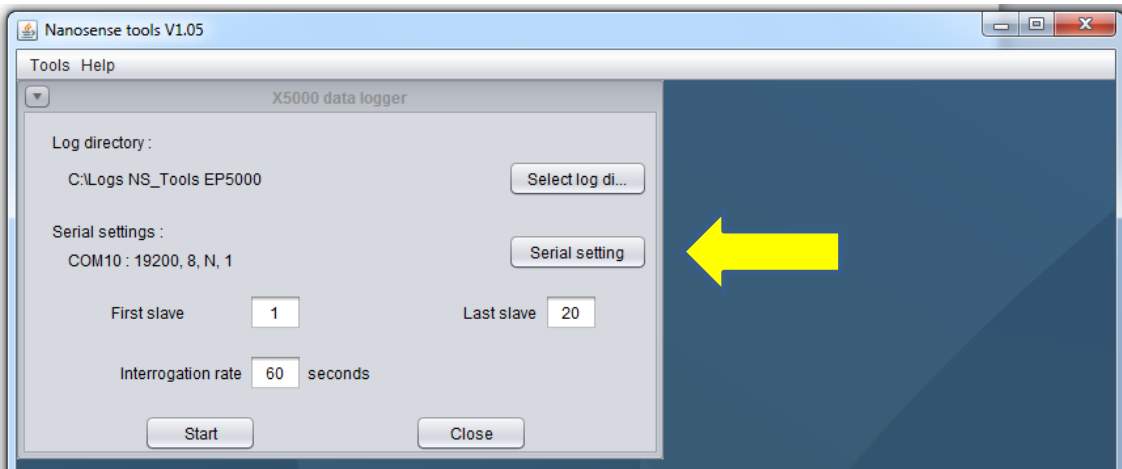 Nanosense tools V1.05
Tools Help
X5000 data logger
Log directory :
C:\Logs NS_Tools EP5000 Select log di...
Serial settings :
COM10 : 19200, 8, N, 1 Serial setting
First slave 1 Last slave 20
Interrogation rate 60 seconds
Start Close